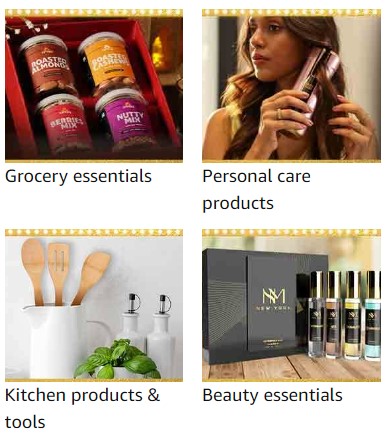 ROASTED
ALMONDS
ROASTED
CASHEWS
BERRIES
MIX
NUTTY
MIX
Grocery essentials
Personal care
products
NM
NEW YORK
Kitchen products &
tools
Beauty essentials